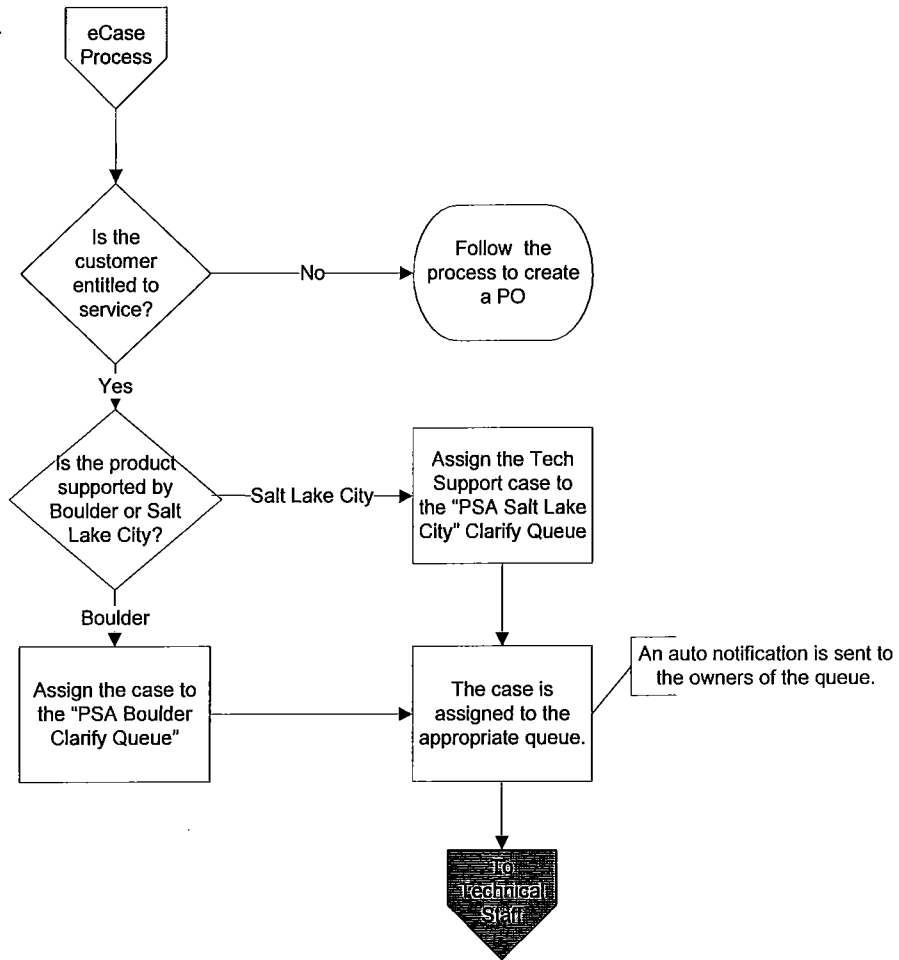 eCase
Process
Is the
customer
entitled to
service?
No
Follow the
process to create
a PO
Yes
Is the product
supported by
Boulder or Salt
Lake City?
Salt Lake City
Assign the Tech
Support case to
the "PSA Salt Lake
City" Clarify Queue
Boulder
Assign the case to
the "PSA Boulder
Clarify Queue"
The case is
assigned to the
appropriate queue.
An auto notification is sent to
the owners of the queue.
To
Technical
Staff